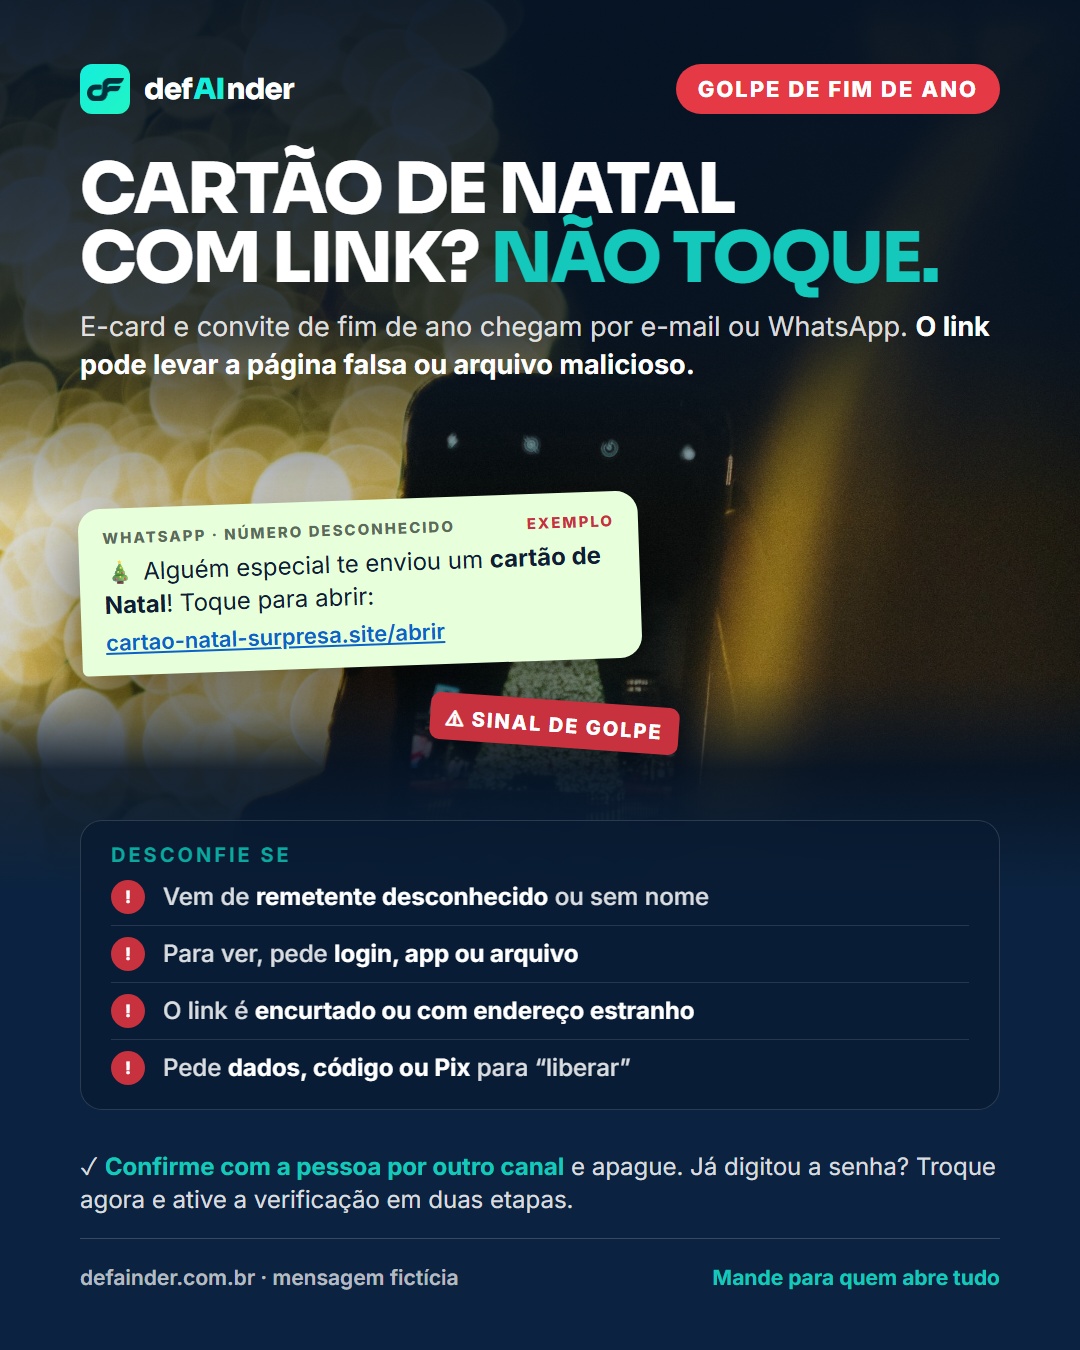 defAInder
GOLPE DE FIM DE ANO
CARTÃO DE NATAL
COM LINK? NÃO TOQUE.
E-card e convite de fim de ano chegam por e-mail ou WhatsApp. O link
pode levar a página falsa ou arquivo malicioso.
WHATSAPP · NÚMERO DESCONHECIDO
EXEMPLO
🎄 Alguém especial te enviou um cartão de
Natal! Toque para abrir:
cartao-natal-surpresa.site/abrir
⚠ SINAL DE GOLPE
DESCONFIE SE
! Vem de remetente desconhecido ou sem nome
! Para ver, pede login, app ou arquivo
! O link é encurtado ou com endereço estranho
! Pede dados, código ou Pix para “liberar”
✓ Confirme com a pessoa por outro canal e apague. Já digitou a senha? Troque
agora e ative a verificação em duas etapas.
defainder.com.br · mensagem fictícia
Mande para quem abre tudo